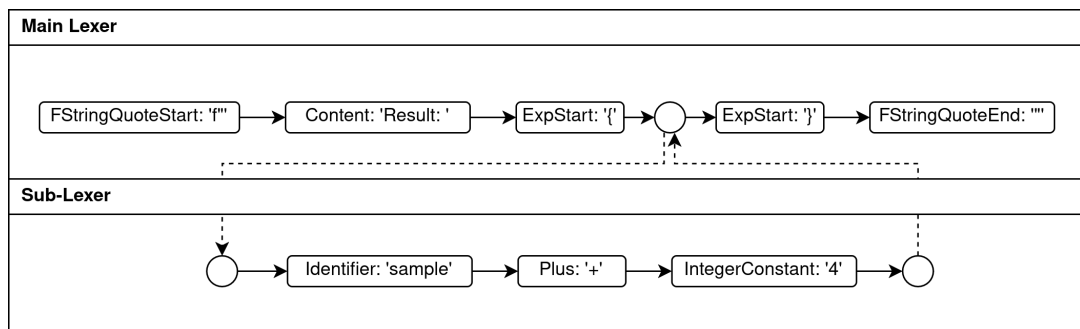 Main Lexer
FStringQuoteStart: 'f"'
Content: 'Result: '
ExpStart: '{'
ExpStart: '}'
FStringQuoteEnd: '"'
Sub-Lexer
Identifier: 'sample'
Plus: '+'
IntegerConstant: '4'